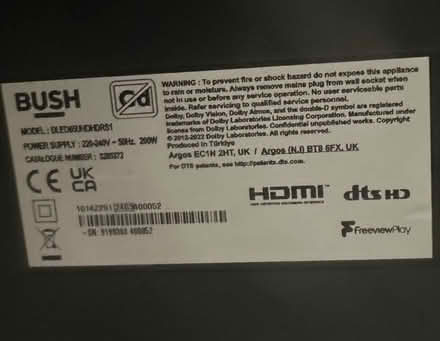 BUSH
Cd
MODEL: DLED65UHDHDRS1
POWER SUPPLY: 220-240V ~ 50Hz. 200W
CATALOGUE NUMBER:
WARNING: To prevent fire or shock hazard do not expose this appliance
to rain or moisture. Always remove mains plug from wall socket when
not in use or before any service operation. No user serviceable parts
inside. Refer servicing to qualified service personnel.
Dolby, Dolby Vision, Dolby Atmos, and the double-D symbol are registered
trademarks of Dolby Laboratories Licensing Corporation. Manufactured under
license from Dolby Laboratories. Confidential unpublished works.
© 2012-2022 Dolby Laboratories. All rights reserved.
Produced in Türkiye
Argos EC1N 2HT, UK / Argos (N.I) BT8 6FX, UK
For DTS patents, see http://patents.dts.com.
CE UK
CA
HDMI
dts HD
Freeview Play